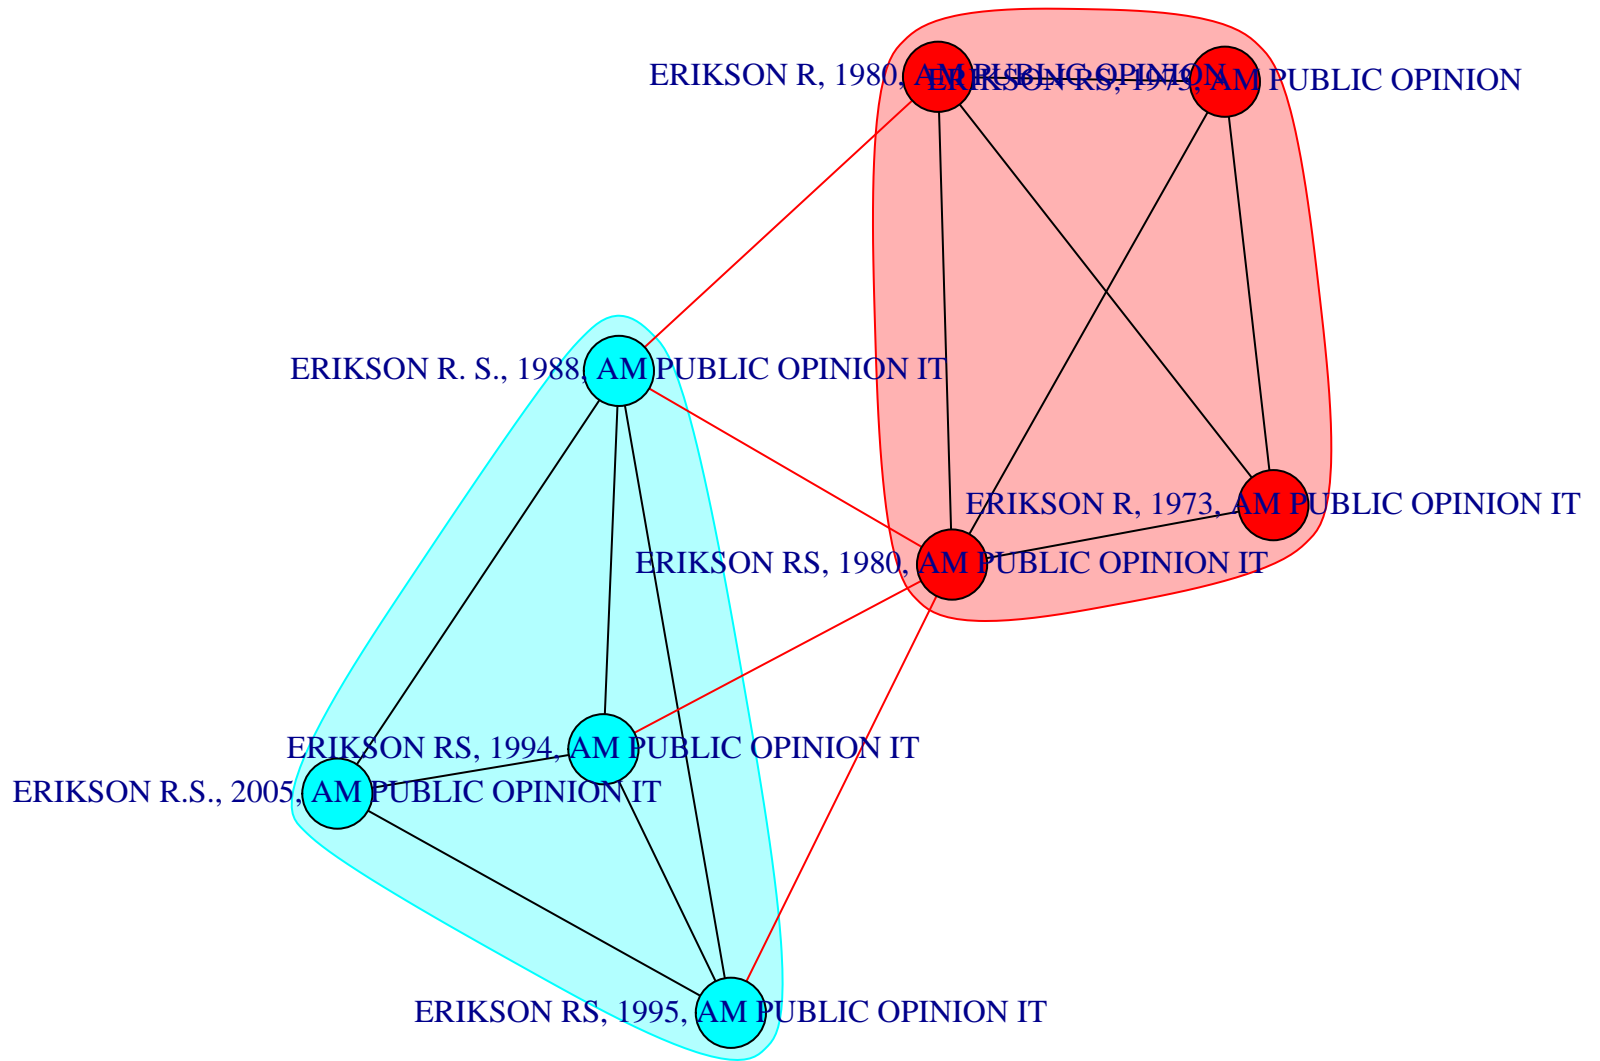 ERIKSON R, 1980, AM PUBLIC OPINION
ERIKSON RS, 1973, AM PUBLIC OPINION
ERIKSON R. S., 1988, AM PUBLIC OPINION IT
ERIKSON R, 1973, AM PUBLIC OPINION IT
ERIKSON RS, 1980, AM PUBLIC OPINION IT
ERIKSON RS, 1994, AM PUBLIC OPINION IT
ERIKSON R.S., 2005, AM PUBLIC OPINION IT
ERIKSON RS, 1995, AM PUBLIC OPINION IT